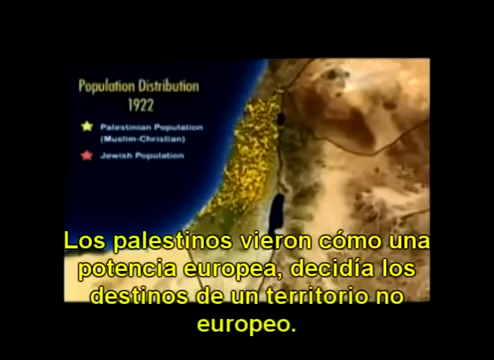 Population Distribution
1922
Palestinian Population
(Muslim-Christian)
Jewish Population
Los palestinos vieron cómo una
potencia europea, decidía los
destinos de un territorio no
europeo.